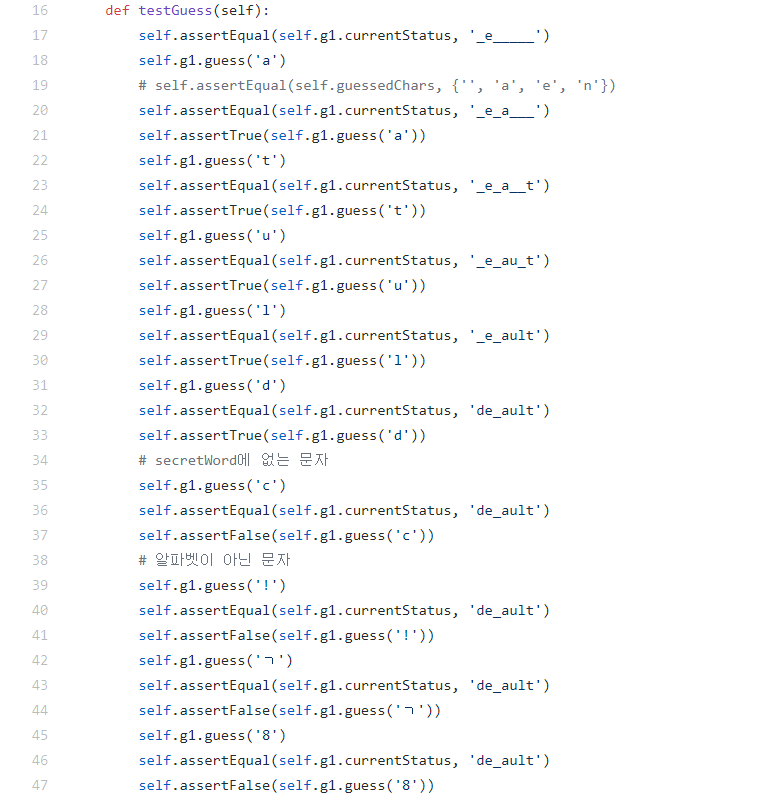 16 def testGuess(self):
17 self.assertEqual(self.g1.currentStatus, '_e_____')
18 self.g1.guess('a')
19 # self.assertEqual(self.guessedChars, {'', 'a', 'e', 'n'})
20 self.assertEqual(self.g1.currentStatus, '_e_a___')
21 self.assertTrue(self.g1.guess('a'))
22 self.g1.guess('t')
23 self.assertEqual(self.g1.currentStatus, '_e_a__t')
24 self.assertTrue(self.g1.guess('t'))
25 self.g1.guess('u')
26 self.assertEqual(self.g1.currentStatus, '_e_au_t')
27 self.assertTrue(self.g1.guess('u'))
28 self.g1.guess('l')
29 self.assertEqual(self.g1.currentStatus, '_e_ault')
30 self.assertTrue(self.g1.guess('l'))
31 self.g1.guess('d')
32 self.assertEqual(self.g1.currentStatus, 'de_ault')
33 self.assertTrue(self.g1.guess('d'))
34 # secretWord에 없는 문자
35 self.g1.guess('c')
36 self.assertEqual(self.g1.currentStatus, 'de_ault')
37 self.assertFalse(self.g1.guess('c'))
38 # 알파벳이 아닌 문자
39 self.g1.guess('!')
40 self.assertEqual(self.g1.currentStatus, 'de_ault')
41 self.assertFalse(self.g1.guess('!'))
42 self.g1.guess('ㄱ')
43 self.assertEqual(self.g1.currentStatus, 'de_ault')
44 self.assertFalse(self.g1.guess('ㄱ'))
45 self.g1.guess('8')
46 self.assertEqual(self.g1.currentStatus, 'de_ault')
47 self.assertFalse(self.g1.guess('8'))